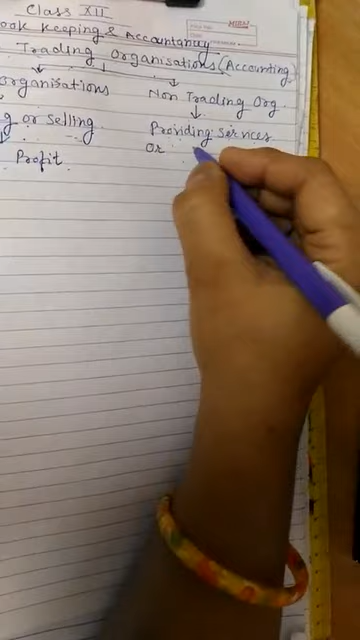 Class XII
ook keeping & Accountancy
Trading Organisations (Accounting)
organisations Non Trading Org.
g or selling Providing services
Profit or